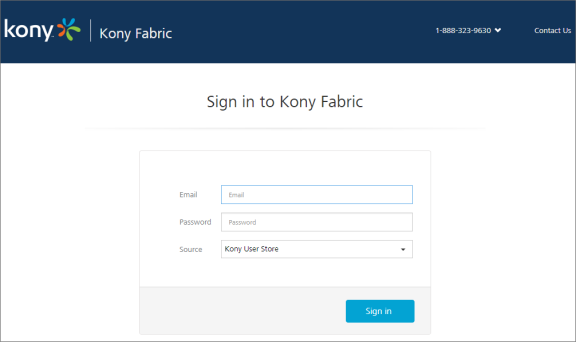 kony Kony Fabric 1-888-323-9630 Contact Us
Sign in to Kony Fabric
Email Email
Password Password
Source Kony User Store
Sign in